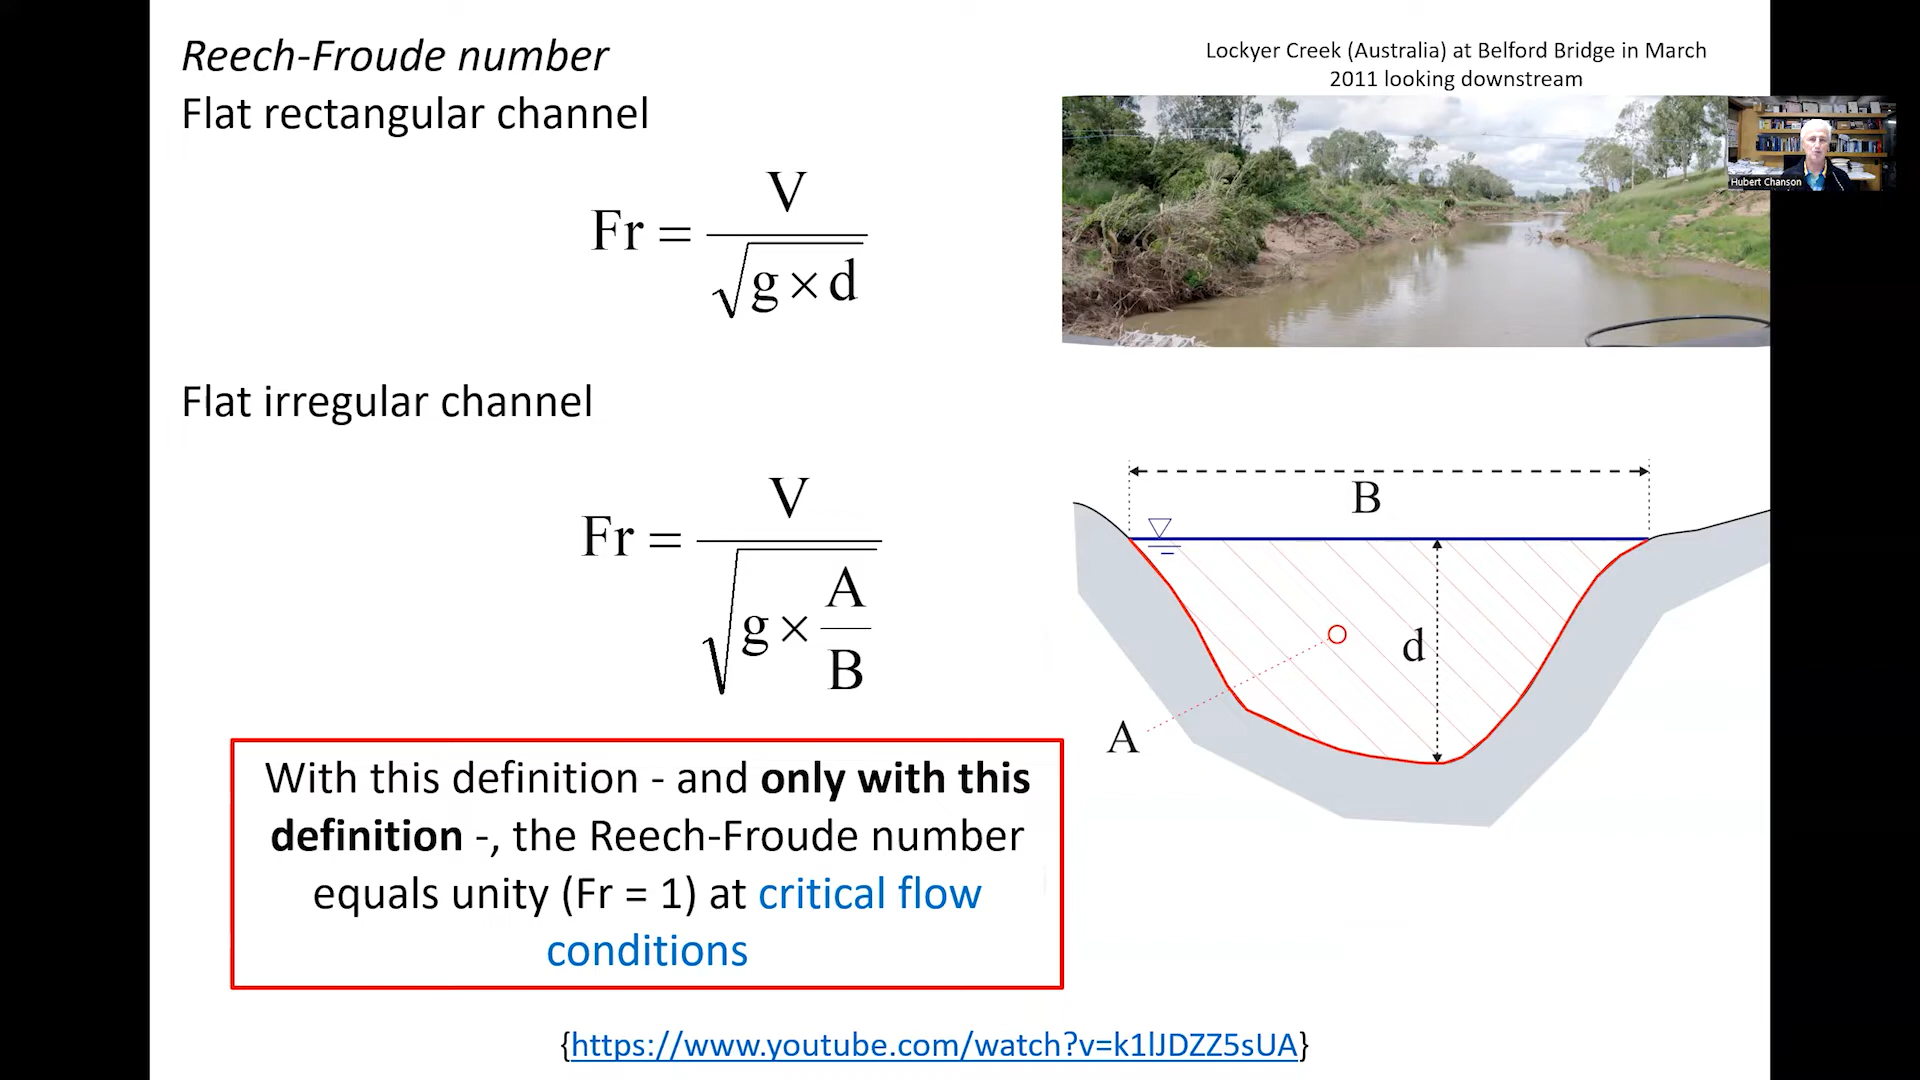 Reech-Froude number
Flat rectangular channel
Lockyer Creek (Australia) at Belford Bridge in March
2011 looking downstream
Hubert Chanson
Fr = V / √(g × d)
Flat irregular channel
Fr = V / √(g × A / B)
B
d
A
With this definition - and only with this
definition -, the Reech-Froude number
equals unity (Fr = 1) at critical flow
conditions
{https://www.youtube.com/watch?v=k1lJDZZ5sUA}